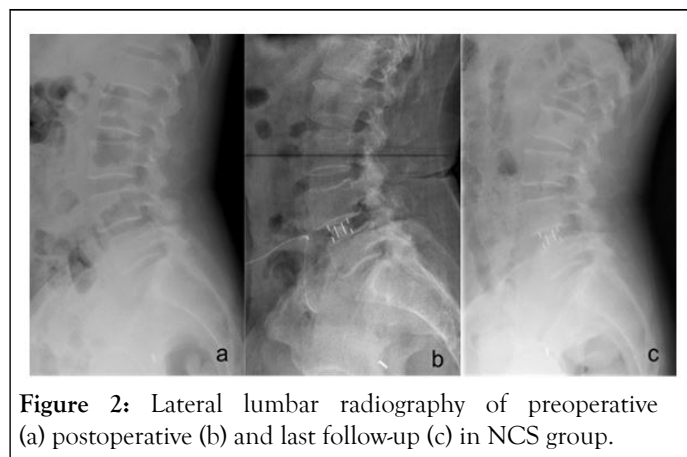 a
b
c
Figure 2: Lateral lumbar radiography of preoperative
(a) postoperative (b) and last follow-up (c) in NCS group.